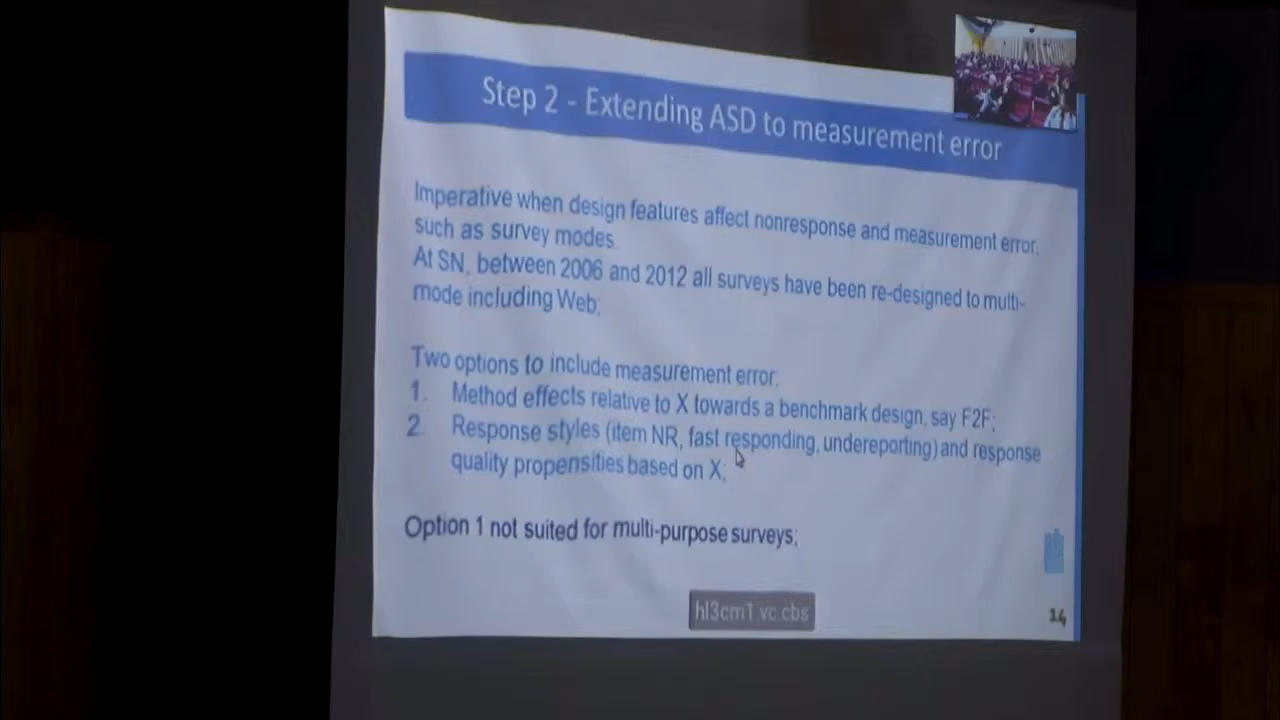 Step 2 - Extending ASD to measurement error
Imperative when design features affect nonresponse and measurement error,
such as survey modes.
At SN, between 2006 and 2012 all surveys have been re-designed to multi-
mode including Web;
Two options to include measurement error:
1. Method effects relative to X towards a benchmark design, say F2F;
2. Response styles (item NR, fast responding, undereporting) and response
quality propensities based on X;
Option 1 not suited for multi-purpose surveys;
hl3cm1 vc cbs
14